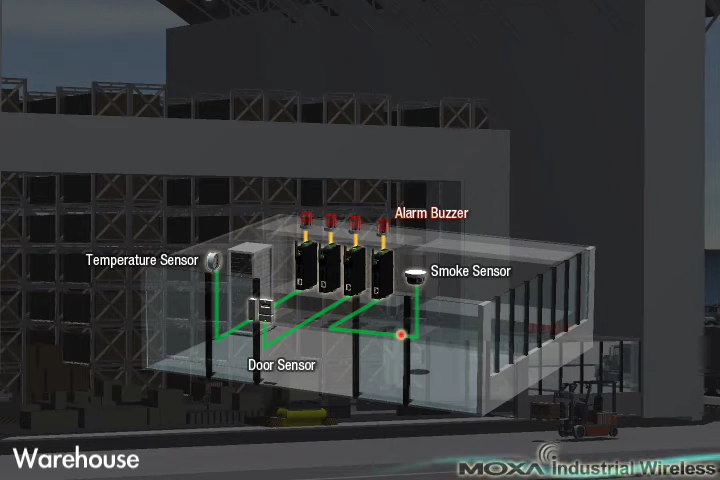 Alarm Buzzer
Temperature Sensor
Smoke Sensor
Door Sensor
Warehouse
MOXA Industrial Wireless